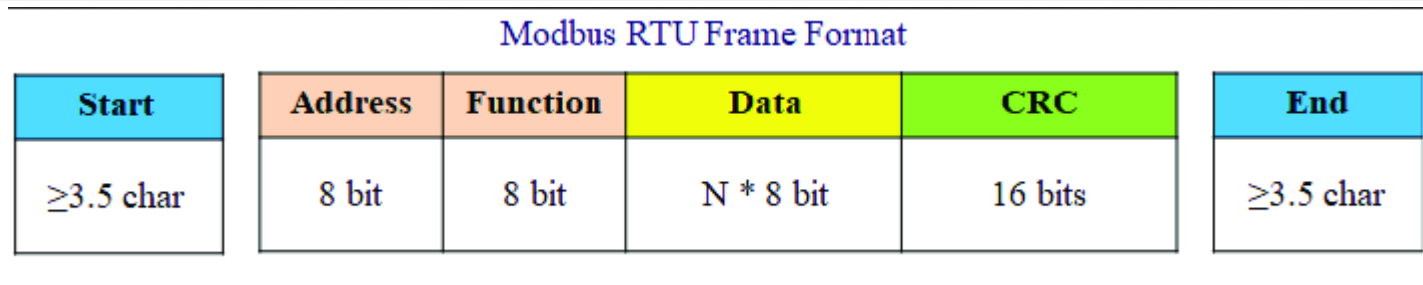 Modbus RTU Frame Format
Start Address Function Data CRC End
≥3.5 char 8 bit 8 bit N * 8 bit 16 bits ≥3.5 char